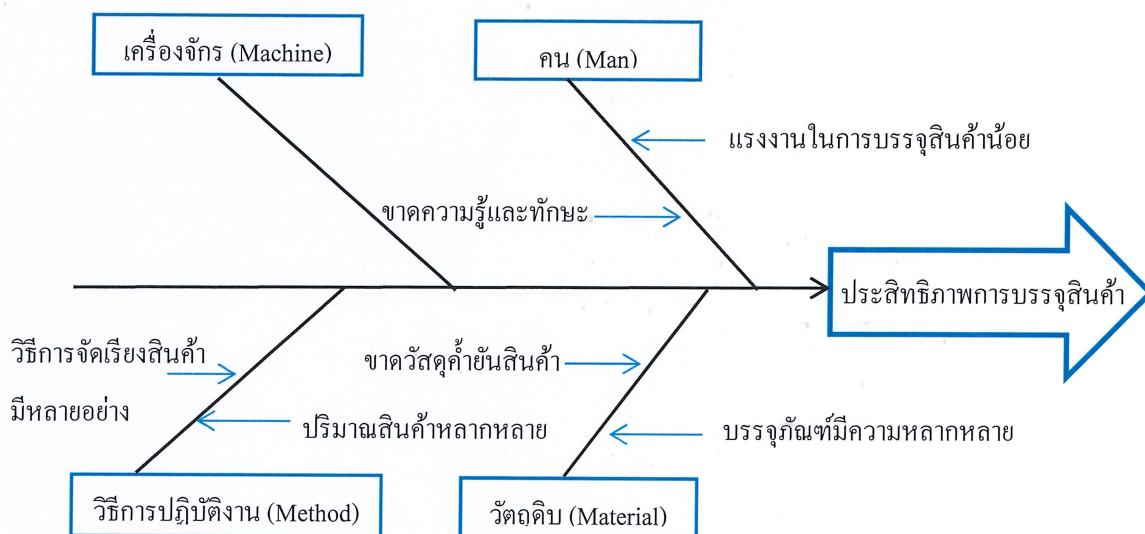 เครื่องจักร (Machine)
คน (Man)
แรงงานในการบรรจุสินค้าน้อย
ขาดความรู้และทักษะ
ประสิทธิภาพการบรรจุสินค้า
วิธีการจัดเรียงสินค้า
มีหลายอย่าง
ขาดวัสดุค้ำยันสินค้า
ปริมาณสินค้าหลากหลาย
บรรจุภัณฑ์มีความหลากหลาย
วิธีการปฏิบัติงาน (Method)
วัตถุดิบ (Material)